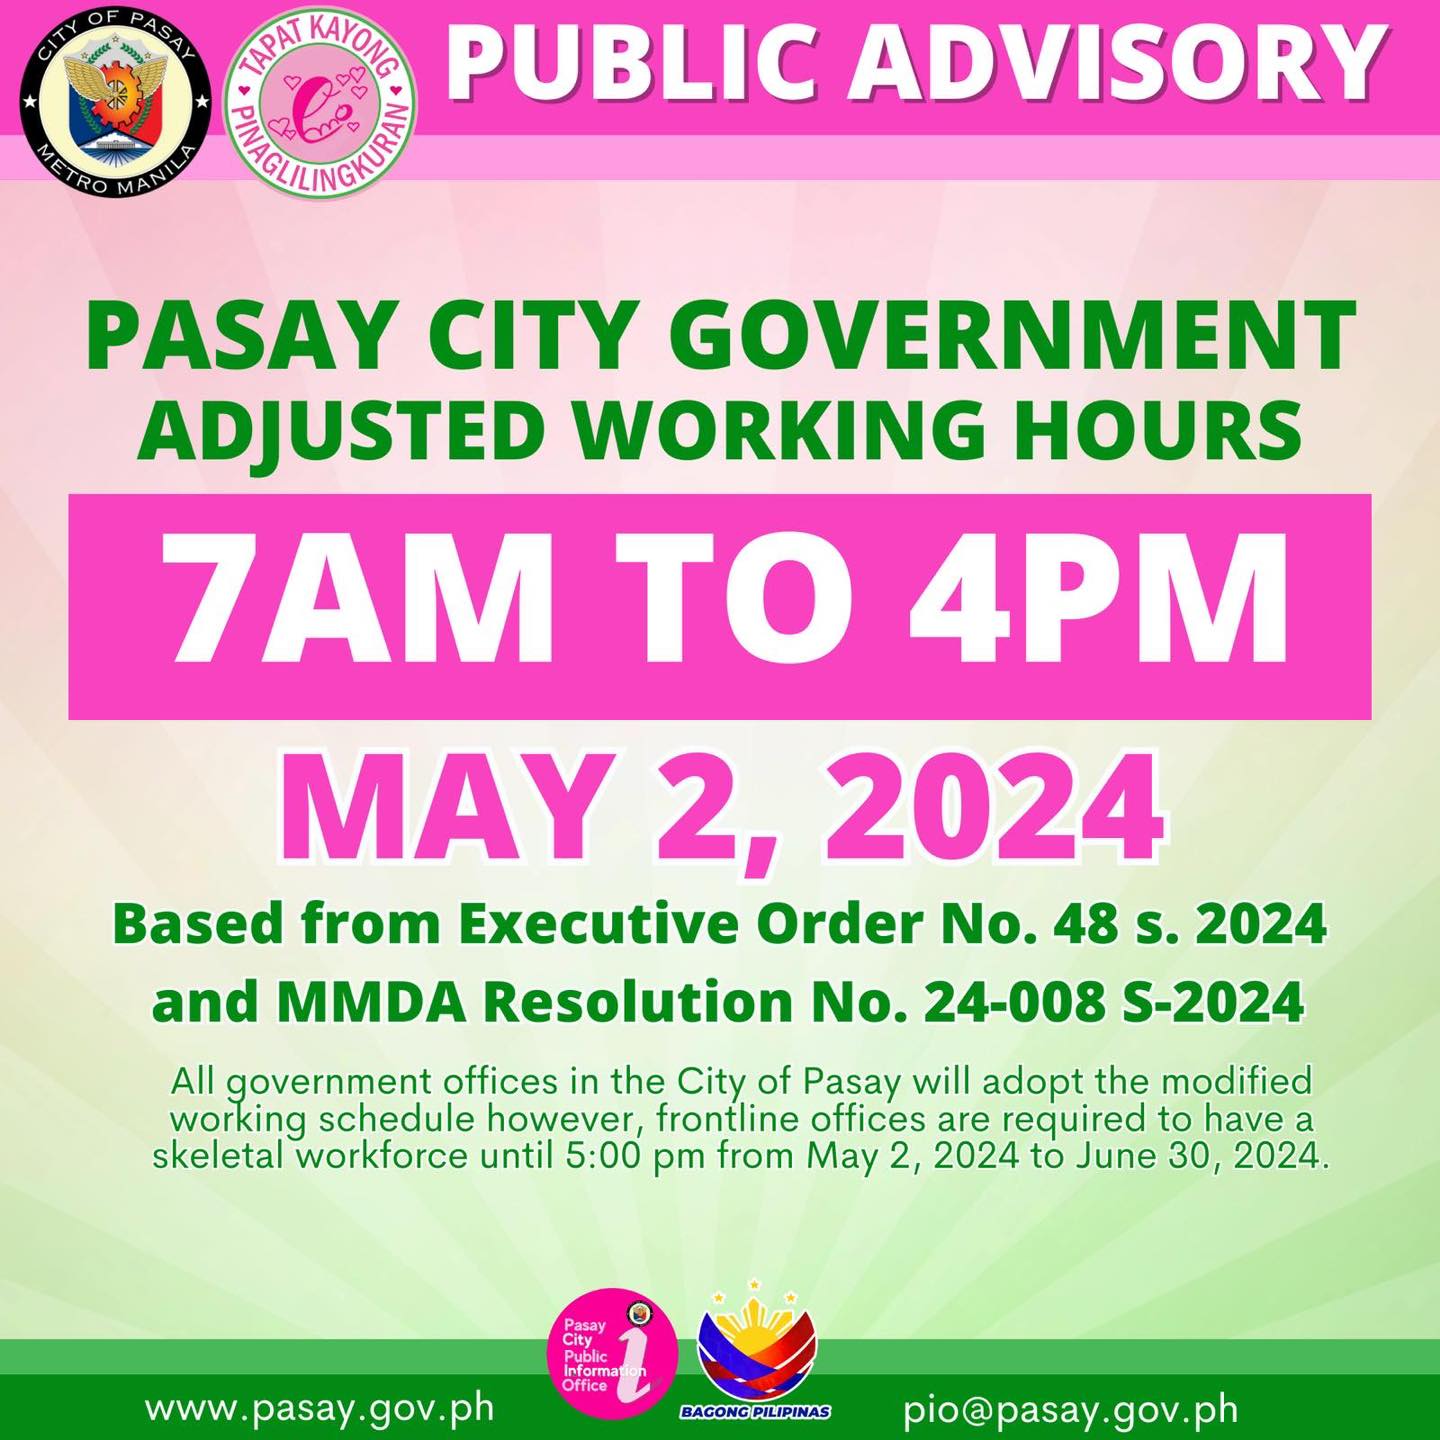 CITY OF PASAY
METRO MANILA
TAPAT KAYONG
PINAGLILINGKURAN
PUBLIC ADVISORY
PASAY CITY GOVERNMENT
ADJUSTED WORKING HOURS
7AM TO 4PM
MAY 2, 2024
Based from Executive Order No. 48 s. 2024
and MMDA Resolution No. 24-008 S-2024
All government offices in the City of Pasay will adopt the modified
working schedule however, frontline offices are required to have a
skeletal workforce until 5:00 pm from May 2, 2024 to June 30, 2024.
Pasay
City
Public
Information
Office
i
BAGONG PILIPINAS
www.pasay.gov.ph
pio@pasay.gov.ph